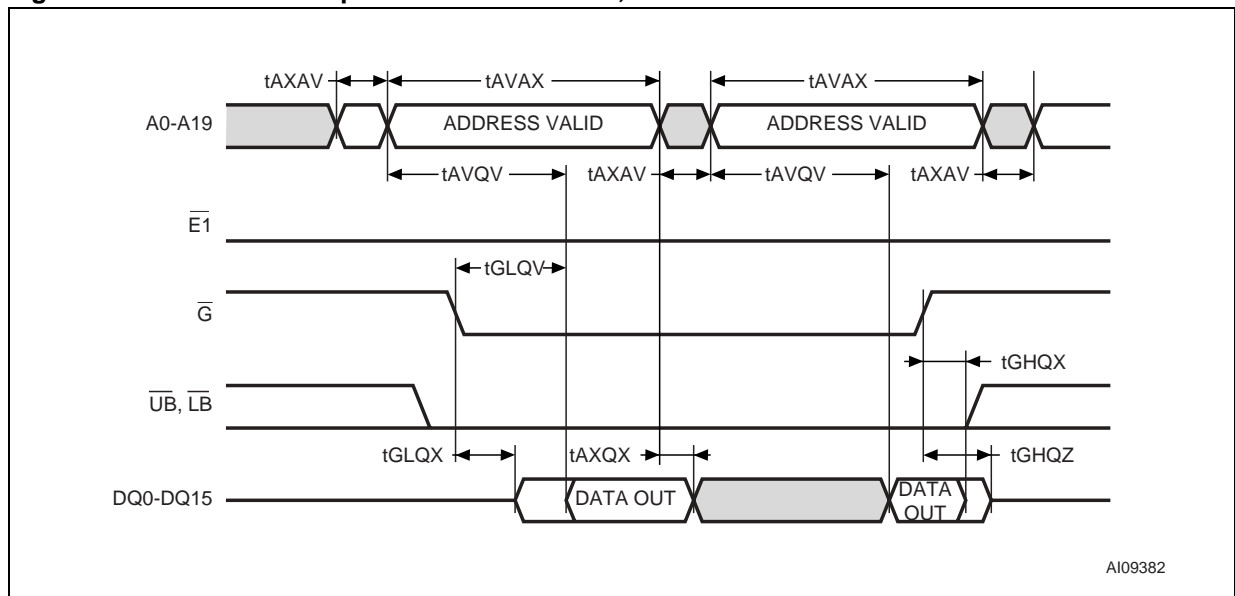 tAXAV
tAVAX
tAVAX
A0-A19
ADDRESS VALID
ADDRESS VALID
tAVQV
tAXAV
tAVQV
tAXAV
E1
tGLQV
G
tGHQX
UB, LB
tGLQX
tAXQX
tGHQZ
DQ0-DQ15
DATA OUT
DATA
OUT
AI09382